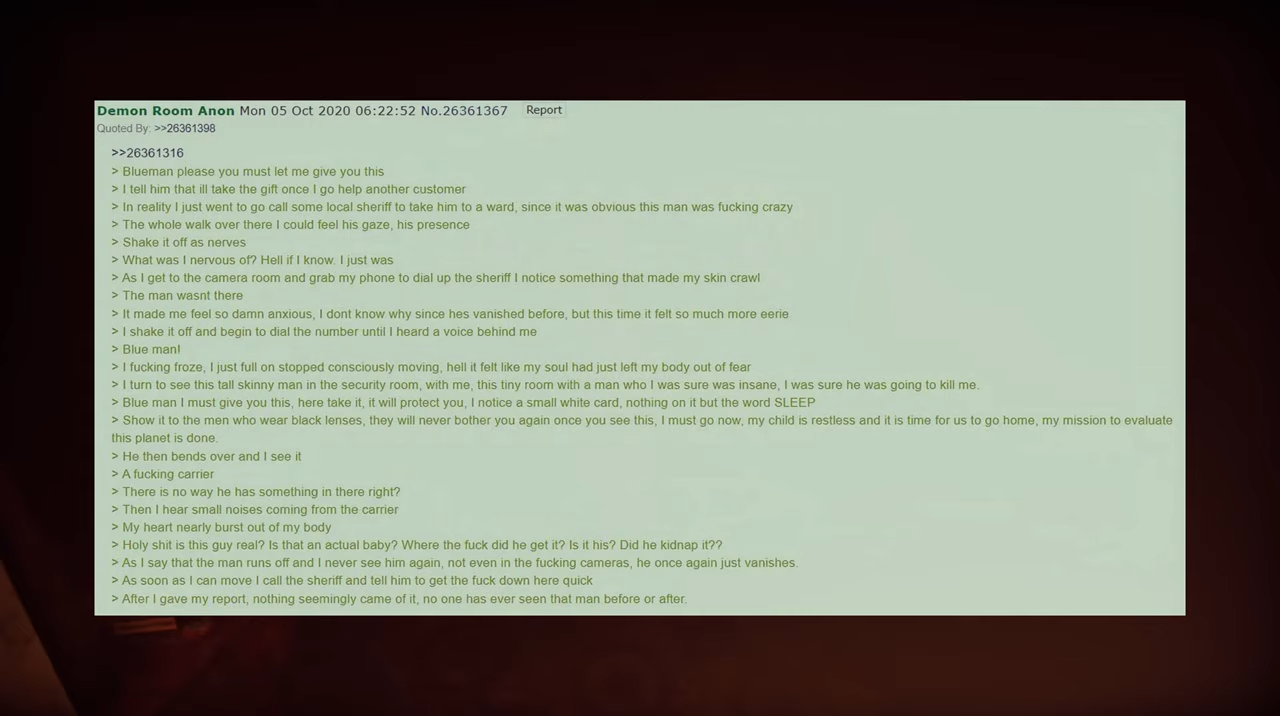 Demon Room Anon Mon 05 Oct 2020 06:22:52 No.26361367 Report
Quoted By: >>26361398
>>26361316
> Blueman please you must let me give you this
> I tell him that ill take the gift once I go help another customer
> In reality I just went to go call some local sheriff to take him to a ward, since it was obvious this man was fucking crazy
> The whole walk over there I could feel his gaze, his presence
> Shake it off as nerves
> What was I nervous of? Hell if I know. I just was
> As I get to the camera room and grab my phone to dial up the sheriff I notice something that made my skin crawl
> The man wasnt there
> It made me feel so damn anxious, I dont know why since hes vanished before, but this time it felt so much more eerie
> I shake it off and begin to dial the number until I heard a voice behind me
> Blue man!
> I fucking froze, I just full on stopped consciously moving, hell it felt like my soul had just left my body out of fear
> I turn to see this tall skinny man in the security room, with me, this tiny room with a man who I was sure was insane, I was sure he was going to kill me.
> Blue man I must give you this, here take it, it will protect you, I notice a small white card, nothing on it but the word SLEEP
> Show it to the men who wear black lenses, they will never bother you again once you see this, I must go now, my child is restless and it is time for us to go home, my mission to evaluate
this planet is done.
> He then bends over and I see it
> A fucking carrier
> There is no way he has something in there right?
> Then I hear small noises coming from the carrier
> My heart nearly burst out of my body
> Holy shit is this guy real? Is that an actual baby? Where the fuck did he get it? Is it his? Did he kidnap it??
> As I say that the man runs off and I never see him again, not even in the fucking cameras, he once again just vanishes.
> As soon as I can move I call the sheriff and tell him to get the fuck down here quick
> After I gave my report, nothing seemingly came of it, no one has ever seen that man before or after.